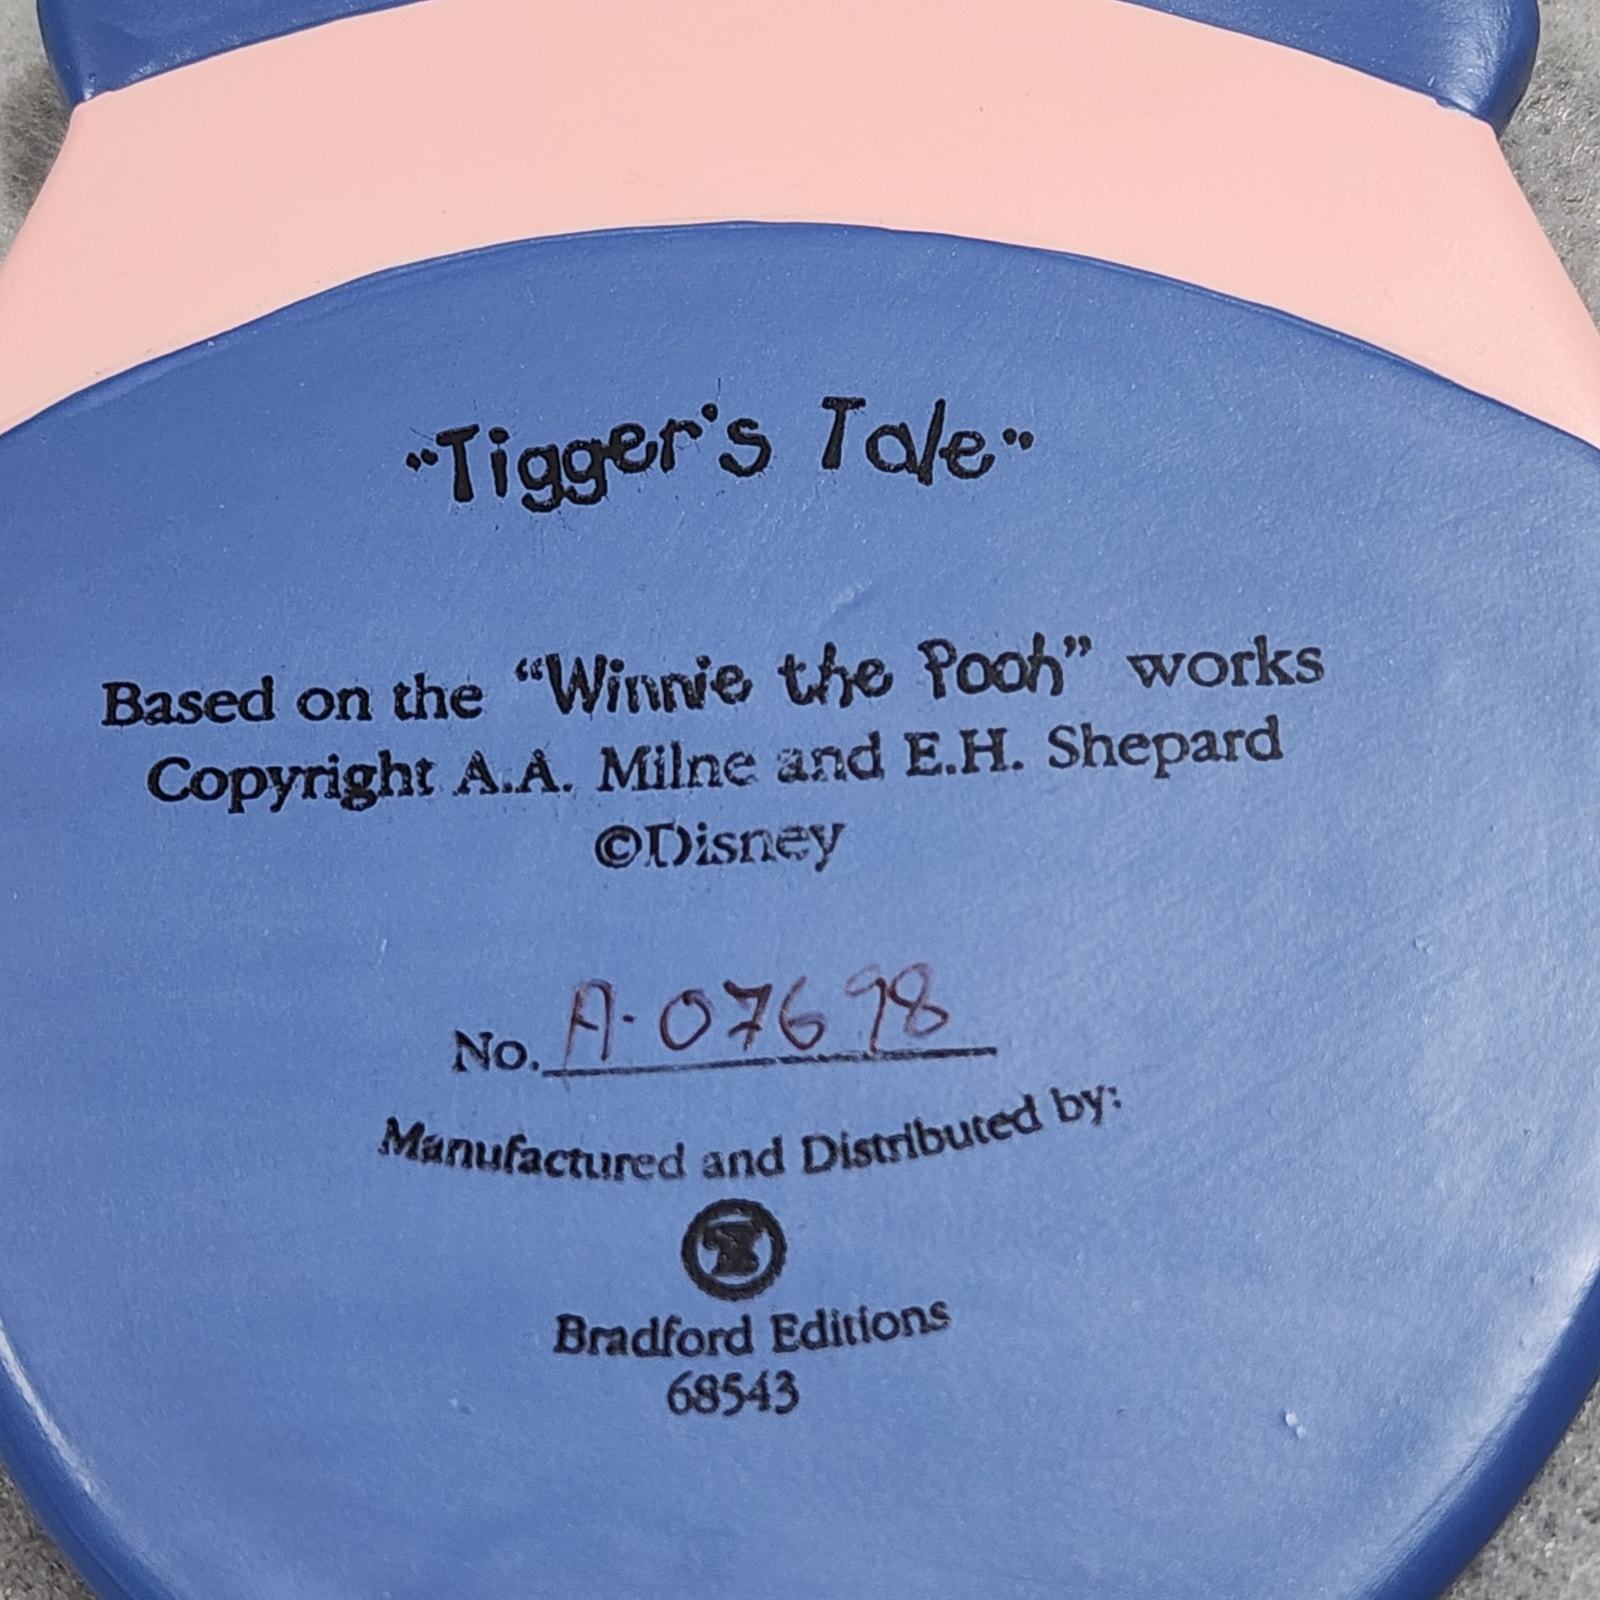 "Tigger's Tale"
Based on the "Winnie the Pooh" works
Copyright A.A. Milne and E.H. Shepard
©Disney
No. A-07698
Manufactured and Distributed by:
Bradford Editions
68543